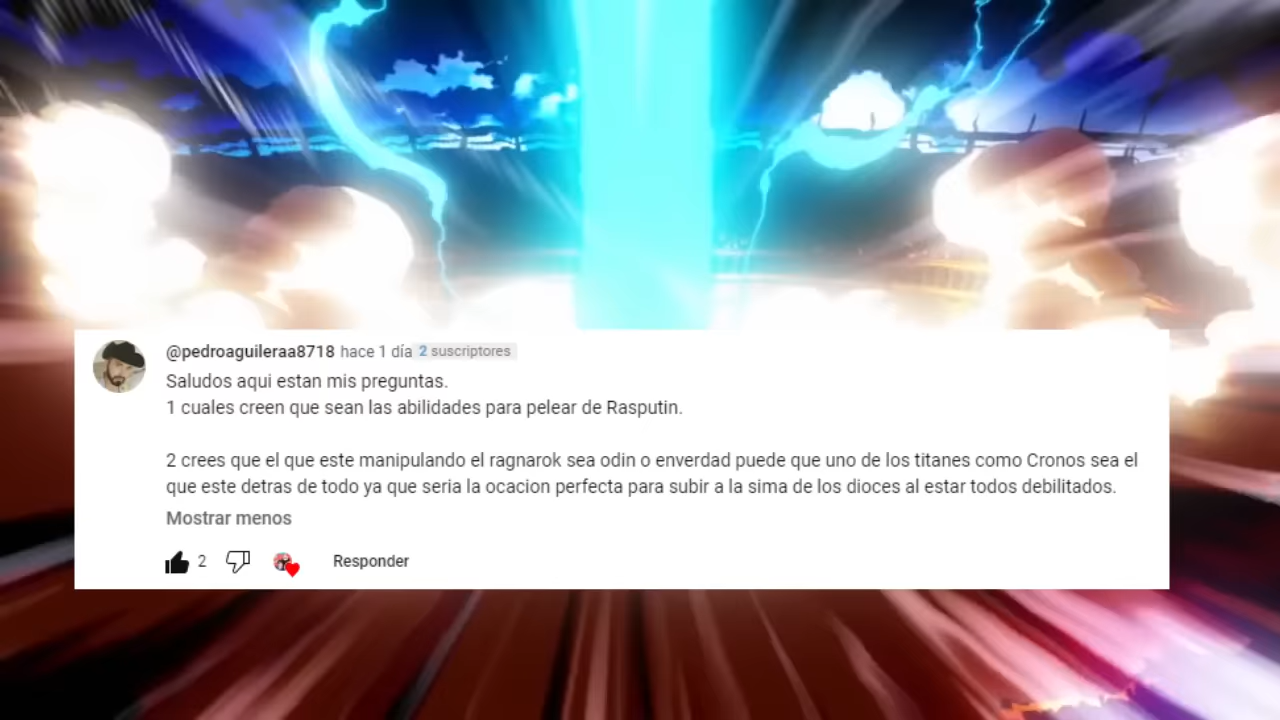 @pedroaguileraa8718 hace 1 día 2 suscriptores
Saludos aqui estan mis preguntas.
1 cuales creen que sean las abilidades para pelear de Rasputin.
2 crees que el que este manipulando el ragnarok sea odin o enverdad puede que uno de los titanes como Cronos sea el
que este detras de todo ya que seria la ocacion perfecta para subir a la sima de los dioces al estar todos debilitados.
Mostrar menos
2 Responder